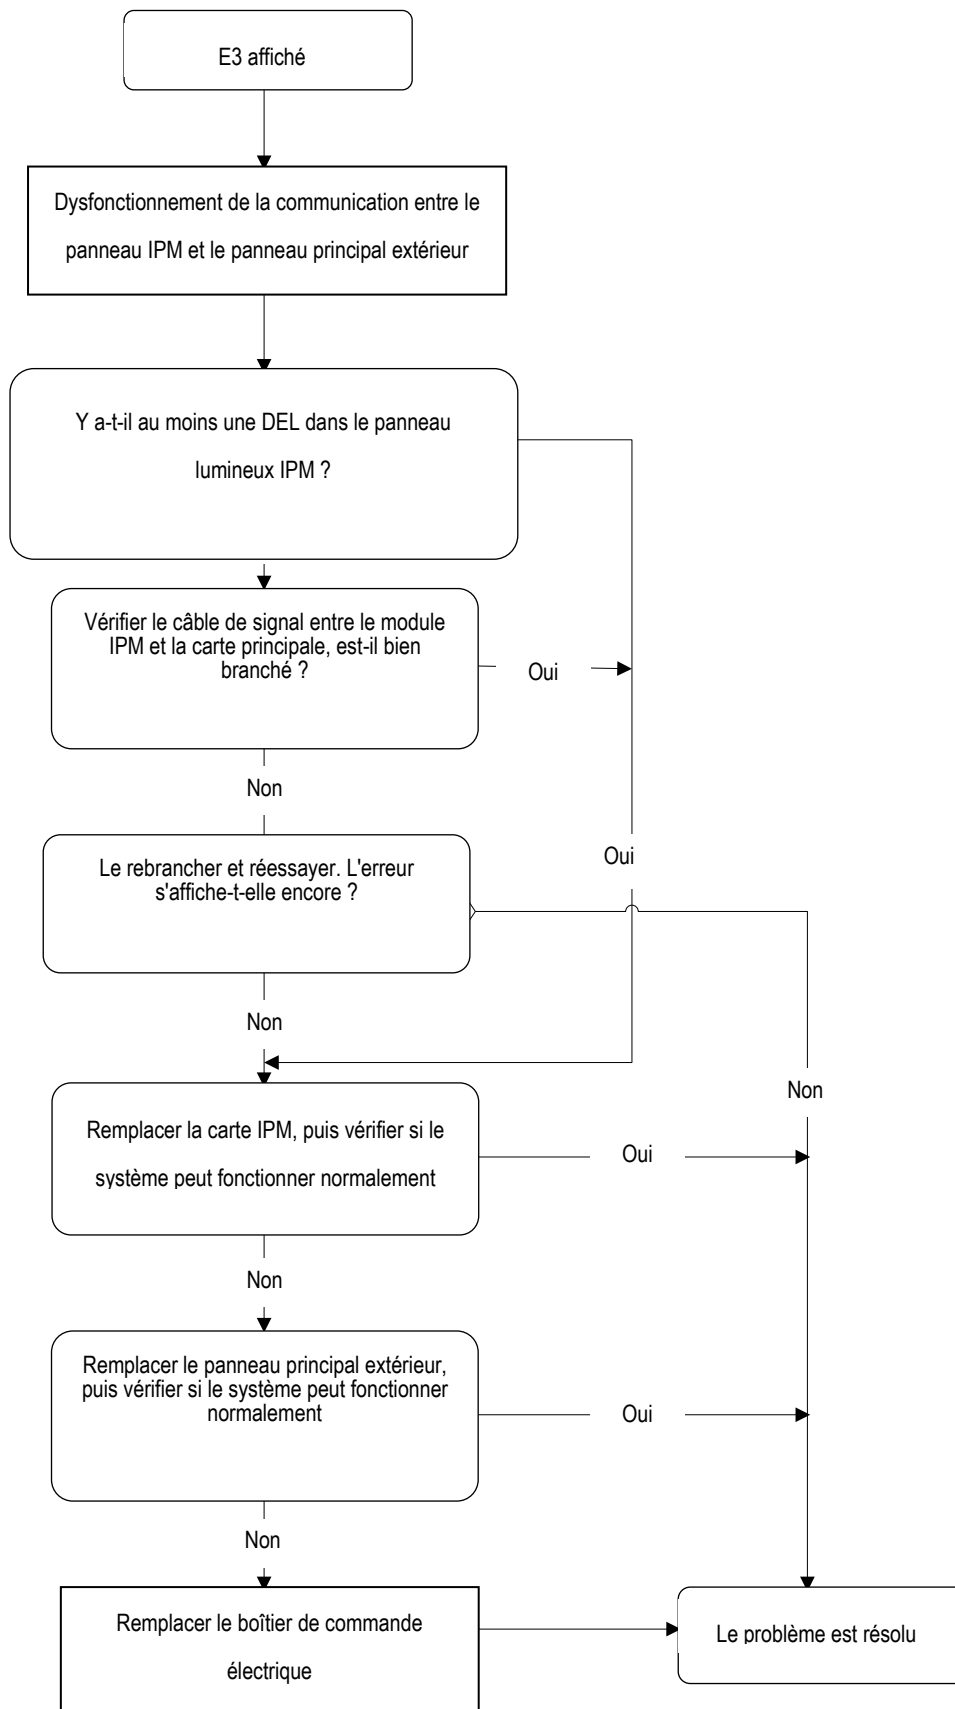 E3 affiché
Dysfonctionnement de la communication entre le
panneau IPM et le panneau principal extérieur
Y a-t-il au moins une DEL dans le panneau
lumineux IPM ?
Vérifier le câble de signal entre le module
IPM et la carte principale, est-il bien
branché ?
Oui
Non
Le rebrancher et réessayer. L'erreur
s'affiche-t-elle encore ?
Oui
Non
Non
Remplacer la carte IPM, puis vérifier si le
système peut fonctionner normalement
Oui
Non
Remplacer le panneau principal extérieur,
puis vérifier si le système peut fonctionner
normalement
Oui
Non
Remplacer le boîtier de commande
électrique
Le problème est résolu